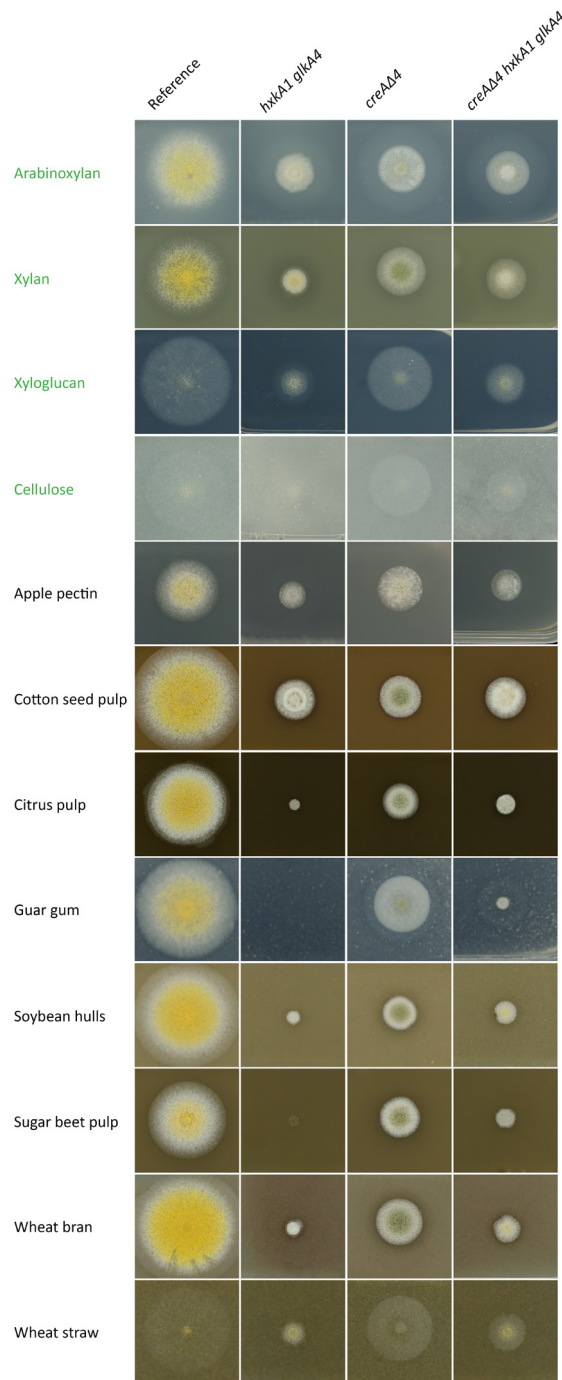 Reference
hxkA1 glkA4
creAΔ4
creAΔ4 hxkA1 glkA4
Arabinoxylan
Xylan
Xyloglucan
Cellulose
Apple pectin
Cotton seed pulp
Citrus pulp
Guar gum
Soybean hulls
Sugar beet pulp
Wheat bran
Wheat straw